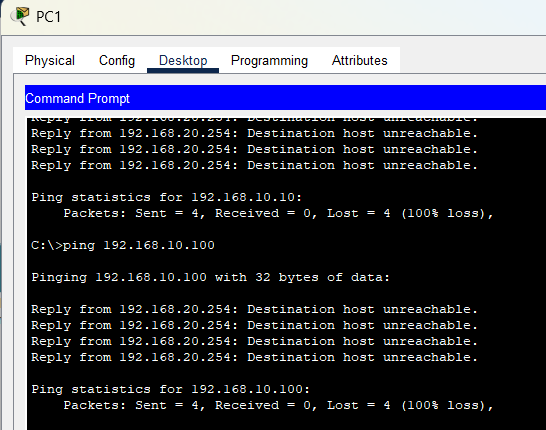 PC1
Physical Config Desktop Programming Attributes
Command Prompt
Reply from 192.168.20.254: Destination host unreachable.
Reply from 192.168.20.254: Destination host unreachable.
Reply from 192.168.20.254: Destination host unreachable.
Reply from 192.168.20.254: Destination host unreachable.
Ping statistics for 192.168.10.10:
Packets: Sent = 4, Received = 0, Lost = 4 (100% loss),
C:\>ping 192.168.10.100
Pinging 192.168.10.100 with 32 bytes of data:
Reply from 192.168.20.254: Destination host unreachable.
Reply from 192.168.20.254: Destination host unreachable.
Reply from 192.168.20.254: Destination host unreachable.
Reply from 192.168.20.254: Destination host unreachable.
Ping statistics for 192.168.10.100:
Packets: Sent = 4, Received = 0, Lost = 4 (100% loss),